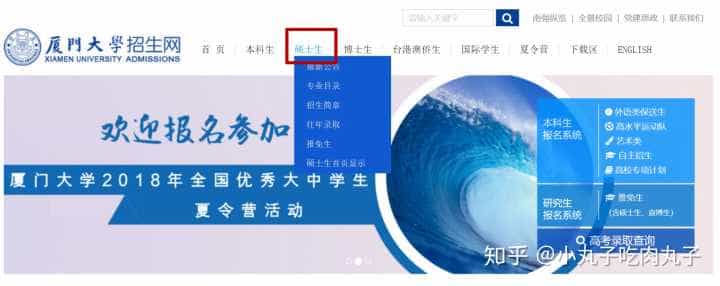 请输入关键字
南强纵览 | 全景校园 | 党建思政 | 联系我们
厦门大学招生网
XIAMEN UNIVERSITY ADMISSIONS
首 页 本科生 硕士生 博士生 台港澳侨生 国际学生 夏令营 下载区 ENGLISH
最新公告
专业目录
招生简章
往年录取
推免生
硕士生首页显示
欢迎报名参加
厦门大学2018年全国优秀大中学生
夏令营活动
本科生
报名系统
外语类保送生
高水平运动队
艺术类
自主招生
高校专项计划
研究生
报名系统
推免生
(含硕士生、直博生)
高考录取查询
知乎 @小丸子吃肉丸子